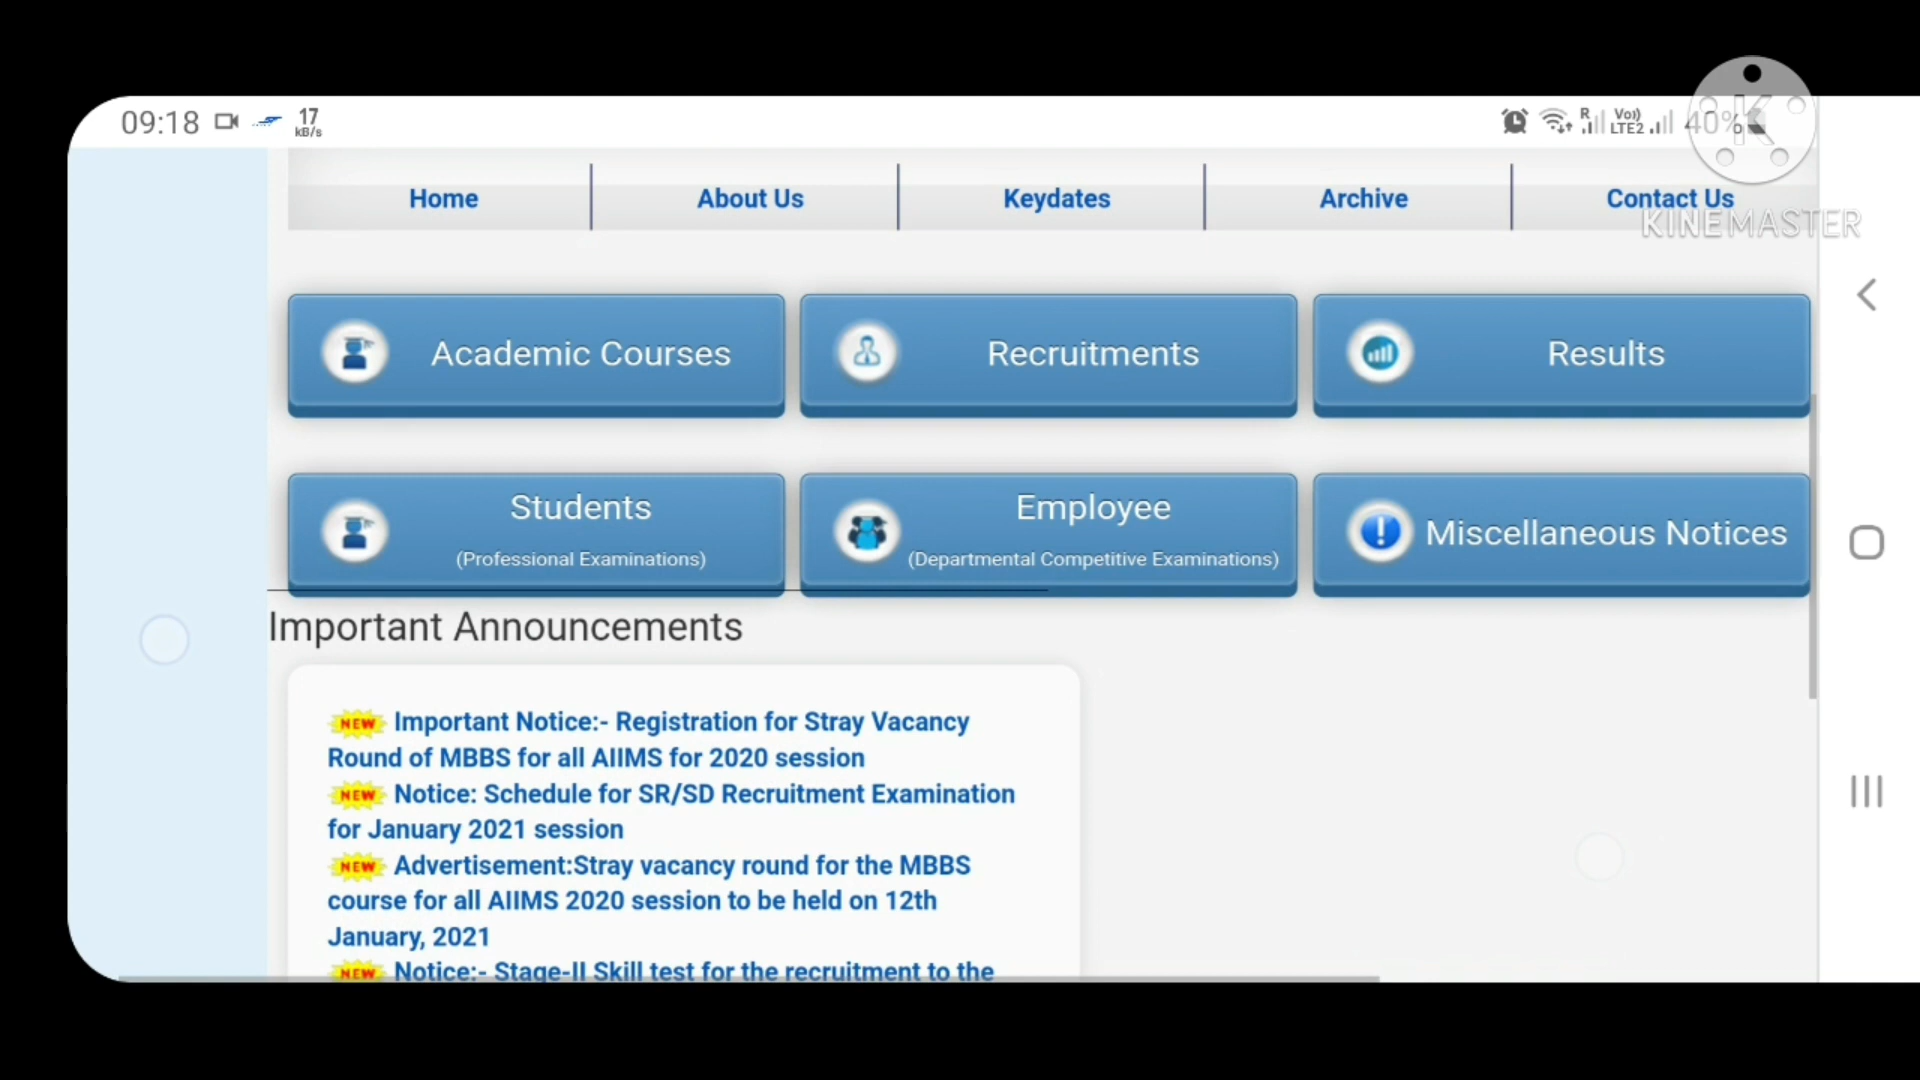 09:18 17 kB/s R Vo)) LTE2 40%
K
KINEMASTER
Home About Us Keydates Archive Contact Us
Academic Courses Recruitments Results
Students Employee Miscellaneous Notices
(Professional Examinations) (Departmental Competitive Examinations)
Important Announcements
NEW Important Notice:- Registration for Stray Vacancy
Round of MBBS for all AIIMS for 2020 session
NEW Notice: Schedule for SR/SD Recruitment Examination
for January 2021 session
NEW Advertisement:Stray vacancy round for the MBBS
course for all AIIMS 2020 session to be held on 12th
January, 2021
NEW Notice:- Stage-II Skill test for the recruitment to the